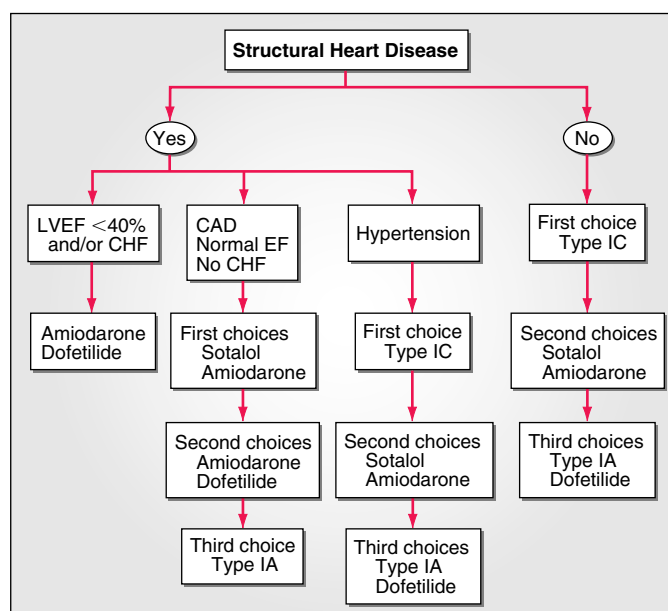 Structural Heart Disease
Yes
No
LVEF <40%
and/or CHF
CAD
Normal EF
No CHF
Hypertension
First choice
Type IC
Amiodarone
Dofetilide
First choices
Sotalol
Amiodarone
First choice
Type IC
Second choices
Sotalol
Amiodarone
Second choices
Amiodarone
Dofetilide
Second choices
Sotalol
Amiodarone
Third choices
Type IA
Dofetilide
Third choice
Type IA
Third choices
Type IA
Dofetilide